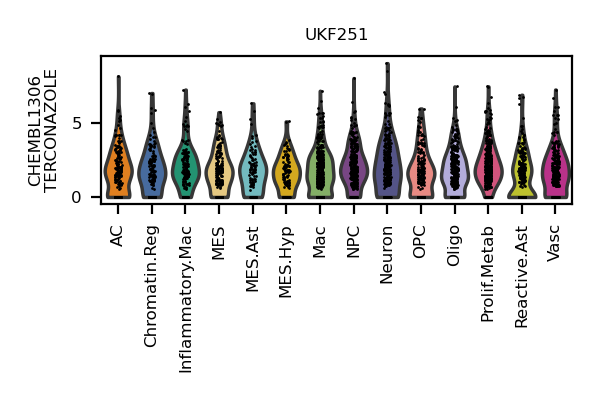 UKF251
CHEMBL1306
TERCONAZOLE
5
0
AC
Chromatin.Reg
Inflammatory.Mac
MES
MES.Ast
MES.Hyp
Mac
NPC
Neuron
OPC
Oligo
Prolif.Metab
Reactive.Ast
Vasc